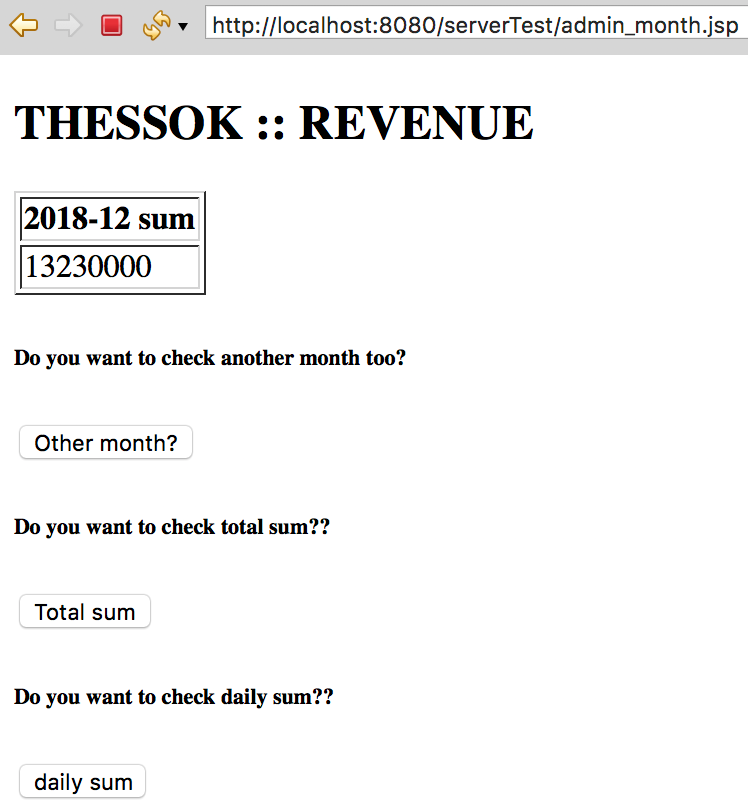 http://localhost:8080/serverTest/admin_month.jsp
THESSOK :: REVENUE
2018-12 sum
13230000
Do you want to check another month too?
Other month?
Do you want to check total sum??
Total sum
Do you want to check daily sum??
daily sum